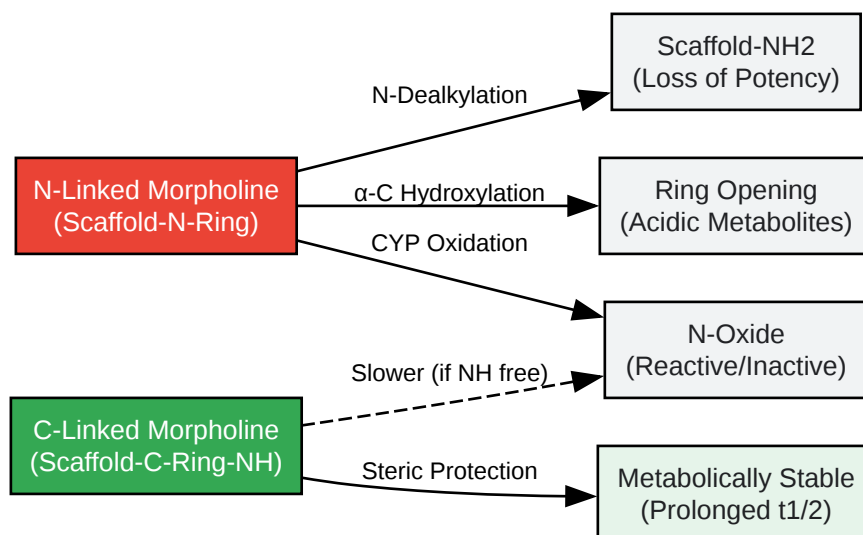 Scaffold-NH2
(Loss of Potency)
N-Dealkylation
N-Linked Morpholine
(Scaffold-N-Ring)
α-C Hydroxylation
Ring Opening
(Acidic Metabolites)
CYP Oxidation
N-Oxide
(Reactive/Inactive)
Slower (if NH free)
C-Linked Morpholine
(Scaffold-C-Ring-NH)
Steric Protection
Metabolically Stable
(Prolonged t1/2)